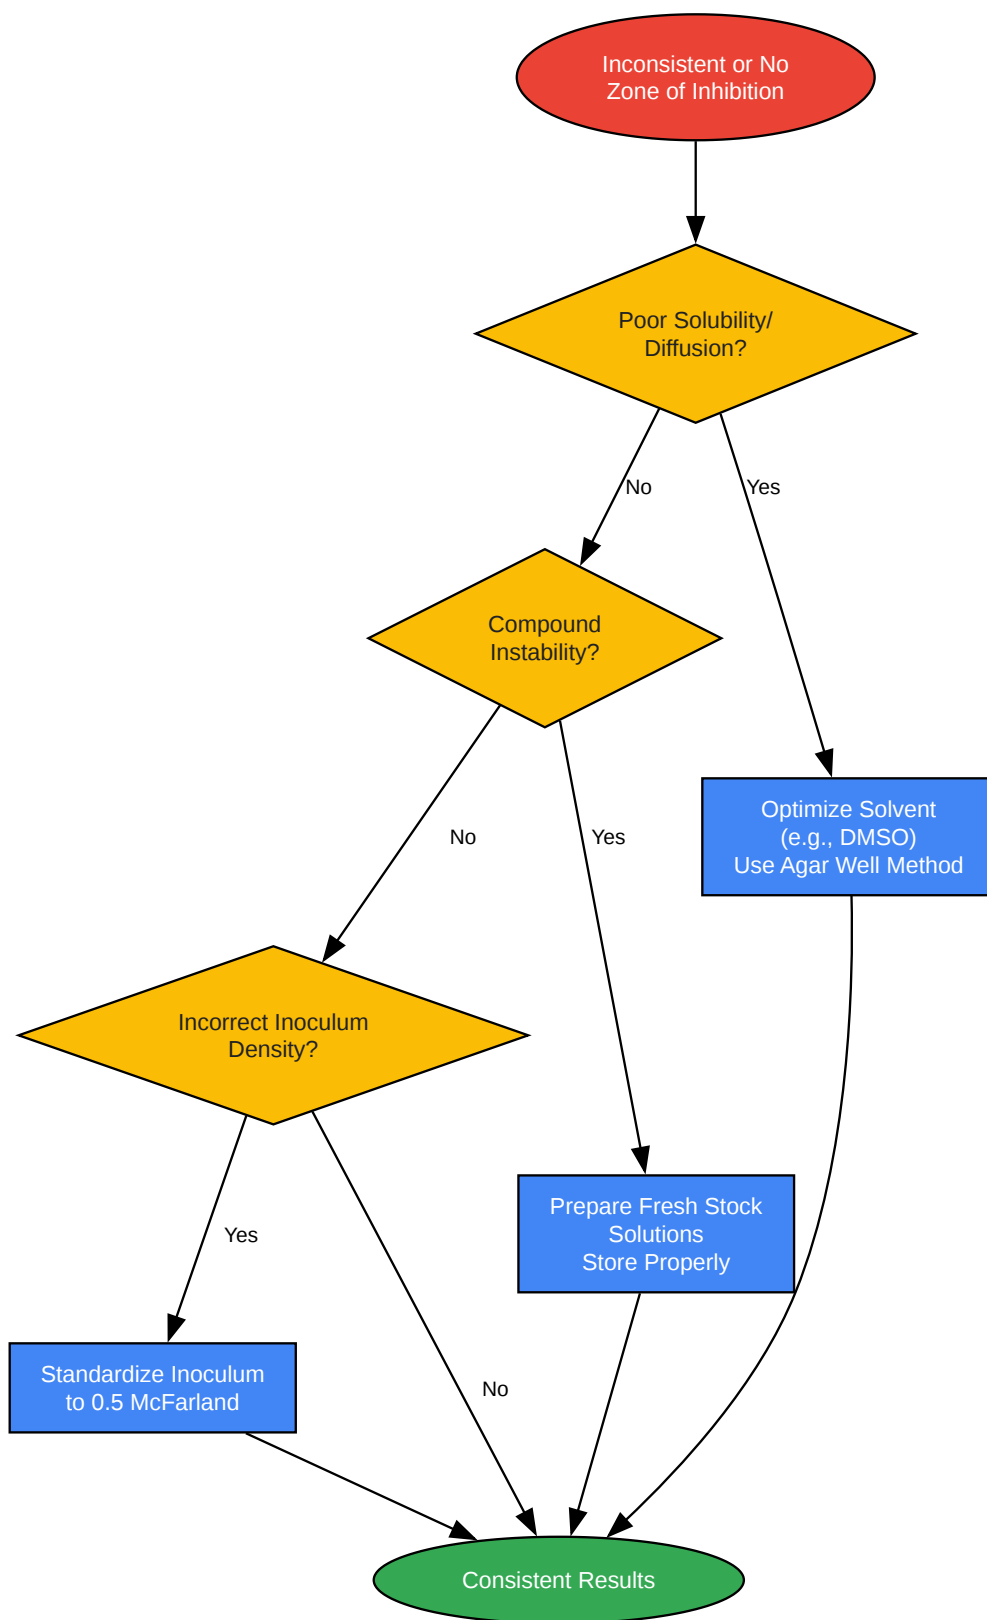 Inconsistent or No
Zone of Inhibition
Poor Solubility/
Diffusion?
No
Yes
Compound
Instability?
No
Yes
Optimize Solvent
(e.g., DMSO)
Use Agar Well Method
Incorrect Inoculum
Density?
Yes
No
Prepare Fresh Stock
Solutions
Store Properly
Standardize Inoculum
to 0.5 McFarland
Consistent Results